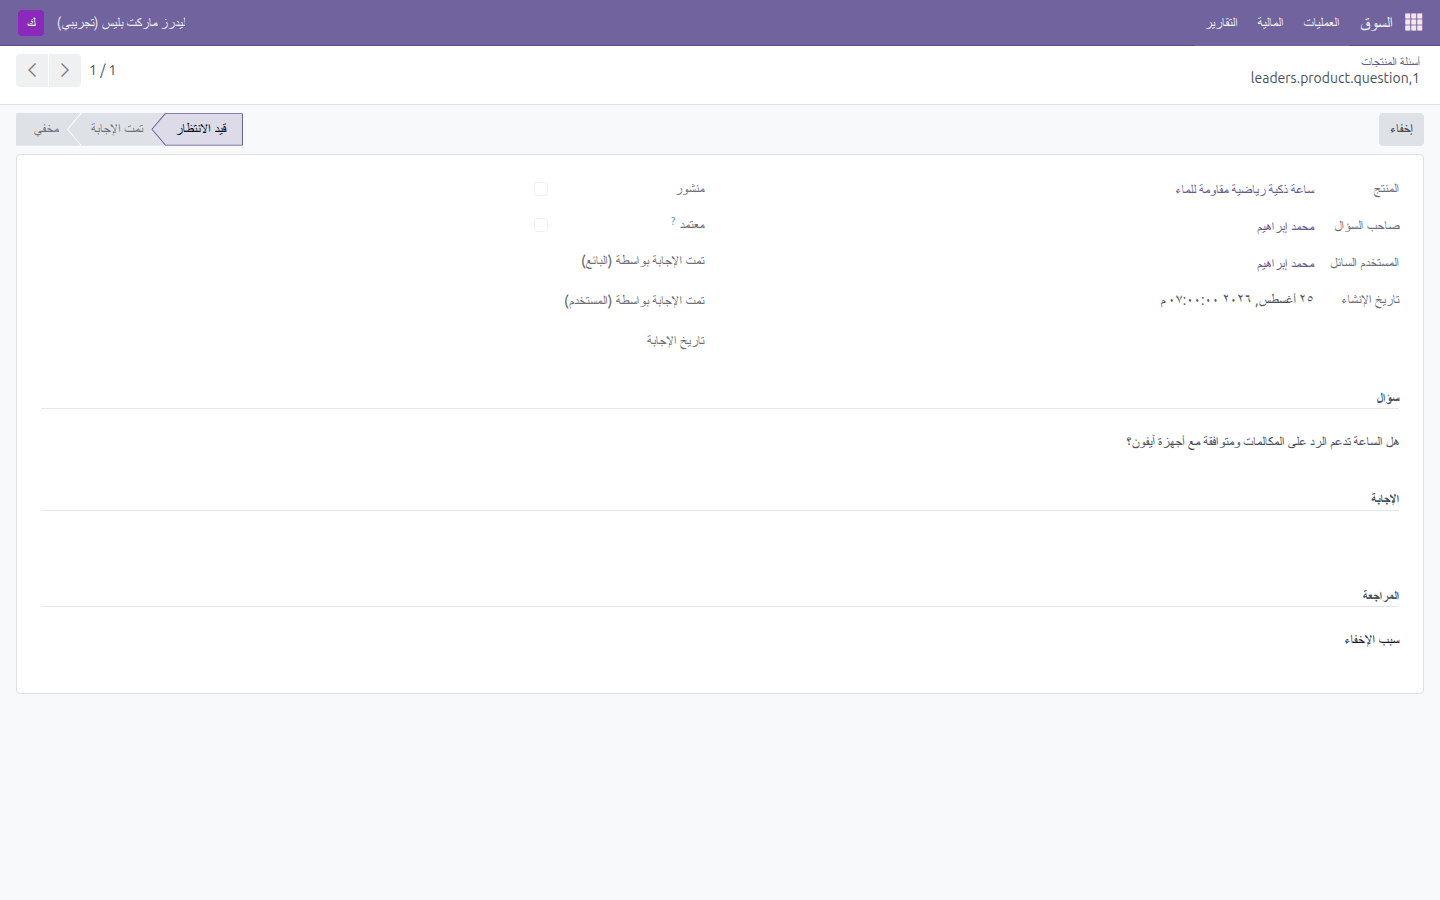 السوق العمليات المالية التقارير ليدرز ماركت بليس (تجريبي) ك
أسئلة المنتجات
leaders.product.question,1
1 / 1
إخفاء
قيد الانتظار تمت الإجابة مخفي
المنتج ساعة ذكية رياضية مقاومة للماء
صاحب السؤال محمد إبراهيم
المستخدم السائل محمد إبراهيم
تاريخ الإنشاء ٢٥ أغسطس, ٢٠٢٦ ٠٧:٠٠:٠٠ م
منشور
معتمد ?
تمت الإجابة بواسطة (البائع)
تمت الإجابة بواسطة (المستخدم)
تاريخ الإجابة
سؤال
هل الساعة تدعم الرد على المكالمات ومتوافقة مع أجهزة أيفون؟
الإجابة
المراجعة
سبب الإخفاء